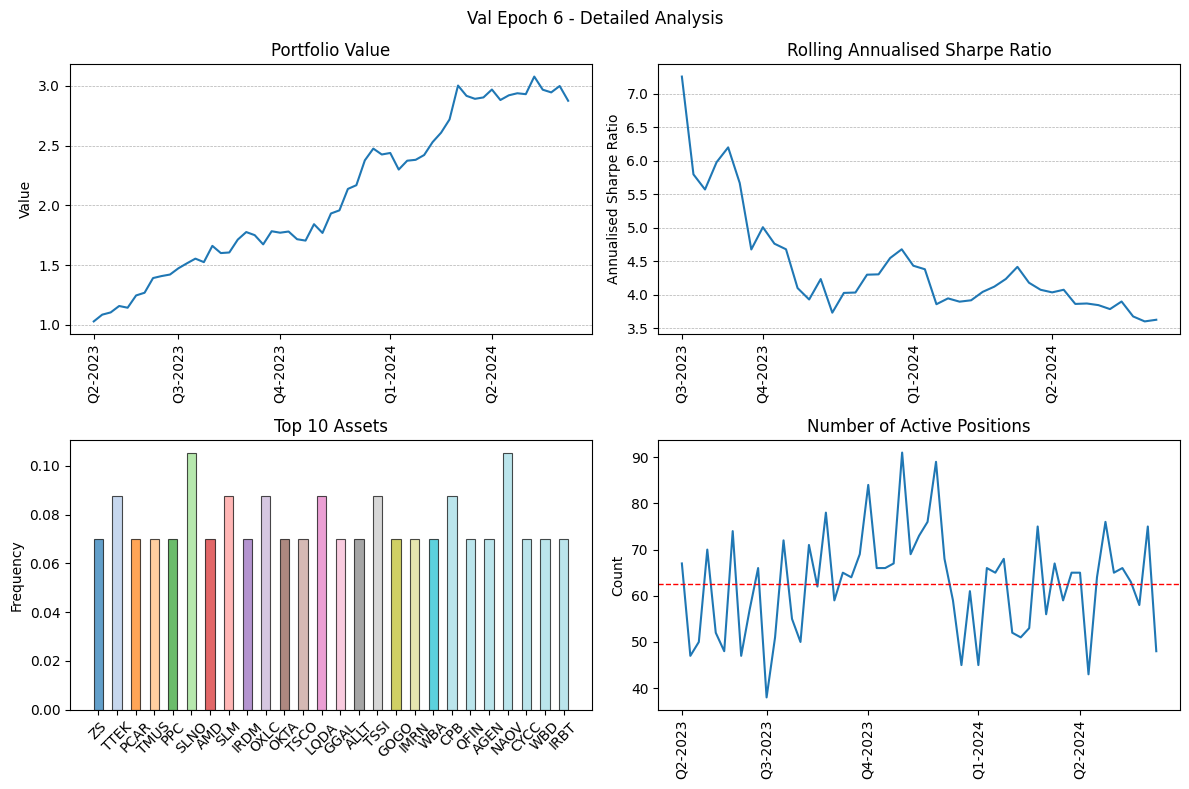 Val Epoch 6 - Detailed Analysis
Portfolio Value
Value
3.0
2.5
2.0
1.5
1.0
Q2-2023
Q3-2023
Q4-2023
Q1-2024
Q2-2024
Rolling Annualised Sharpe Ratio
Annualised Sharpe Ratio
7.0
6.5
6.0
5.5
5.0
4.5
4.0
3.5
Q3-2023
Q4-2023
Q1-2024
Q2-2024
Top 10 Assets
Frequency
0.10
0.08
0.06
0.04
0.02
0.00
ZS
TTEK
PCAR
TMUS
PPC
SLNO
AMD
SLM
IRDM
OXLC
OKTA
TSCO
LQDA
GGAL
ALLT
TSSI
GOGO
IMRN
WBA
CPB
QFIN
AGEN
NAOV
CYCC
WBD
IRBT
Number of Active Positions
Count
90
80
70
60
50
40
Q2-2023
Q3-2023
Q4-2023
Q1-2024
Q2-2024